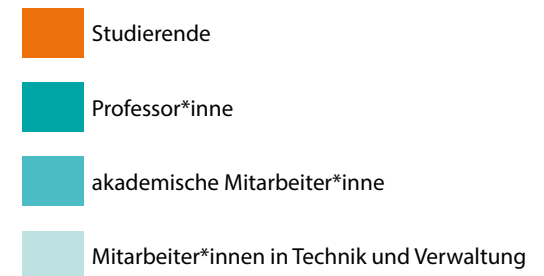 Studierende
Professor*inne
akademische Mitarbeiter*inne
Mitarbeiter*innen in Technik und Verwaltung